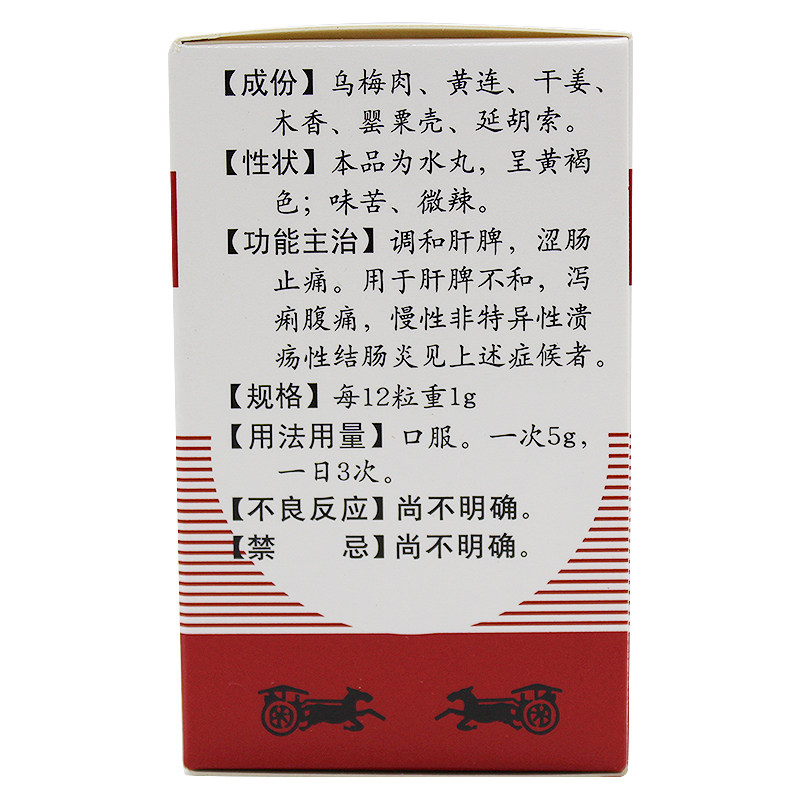 【成份】乌梅肉、黄连、干姜、
木香、罂粟壳、延胡索。
【性状】本品为水丸，呈黄褐
色；味苦、微辣。
【功能主治】调和肝脾，涩肠
止痛。用于肝脾不和，泻
痢腹痛，慢性非特异性溃
疡性结肠炎见上述症候者。
【规格】每12粒重1g
【用法用量】口服。一次5g，
一日3次。
【不良反应】尚不明确。
【禁　　忌】尚不明确。